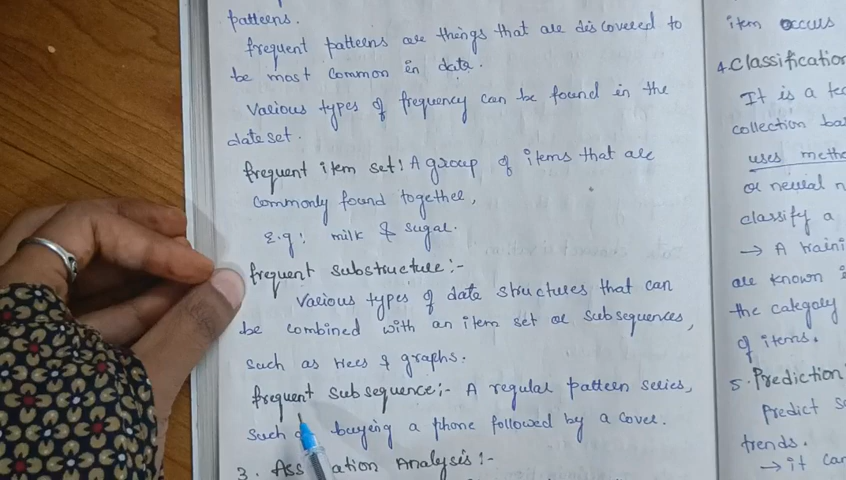 patterns.
frequent patterns are things that are discovered to
be most common in data.
Various types of frequency can be found in the
dataset.
frequent item set: A group of items that are
commonly found together,
E.g: milk & sugar.
frequent substructure:-
Various types of data structures that can
be combined with an item set or subsequences,
such as trees & graphs.
frequent subsequence:- A regular pattern series,
such buying a phone followed by a cover.
3. Ass ation Analysis:-
item occurs
4. Classification
It is a
collection
uses
or neural
classify a
→ A
are known
the category
of items.
5. Prediction
Predict
trends.
→ it can